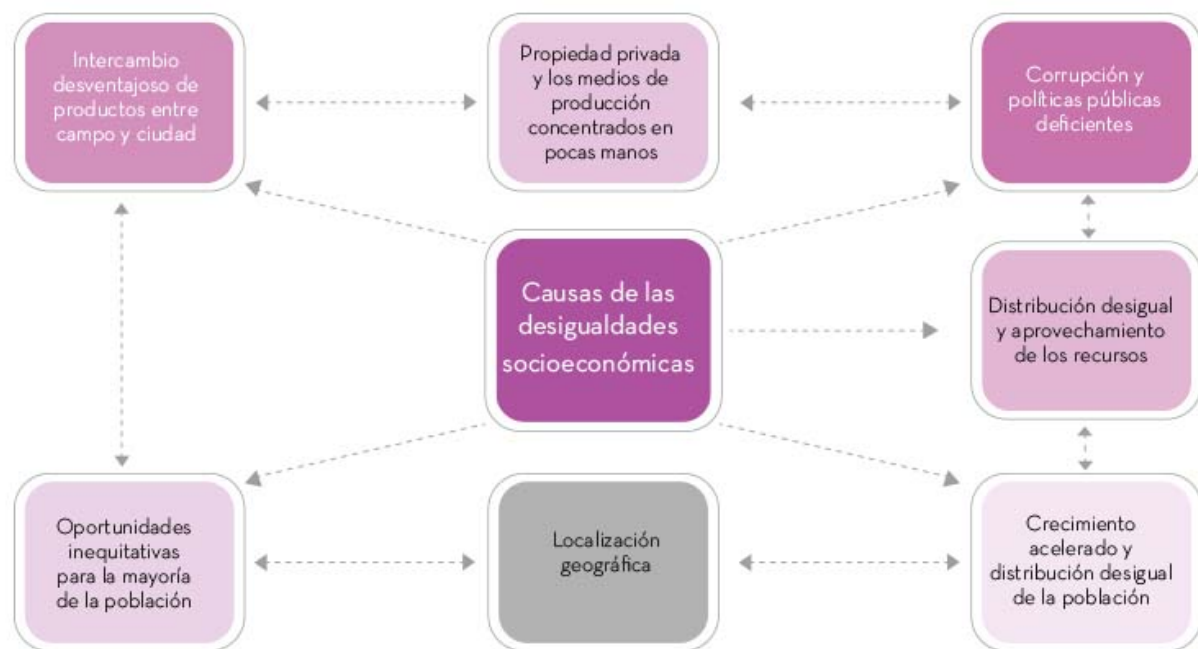 Intercambio
desventajoso de
productos entre
campo y ciudad
Propiedad privada
y los medios de
producción
concentrados en
pocas manos
Corrupción y
políticas públicas
deficientes
Causas de las
desigualdades
socioeconómicas
Distribución desigual
y aprovechamiento
de los recursos
Oportunidades
inequitativas
para la mayoría
de la población
Localización
geográfica
Crecimiento
acelerado y
distribución desigual
de la población